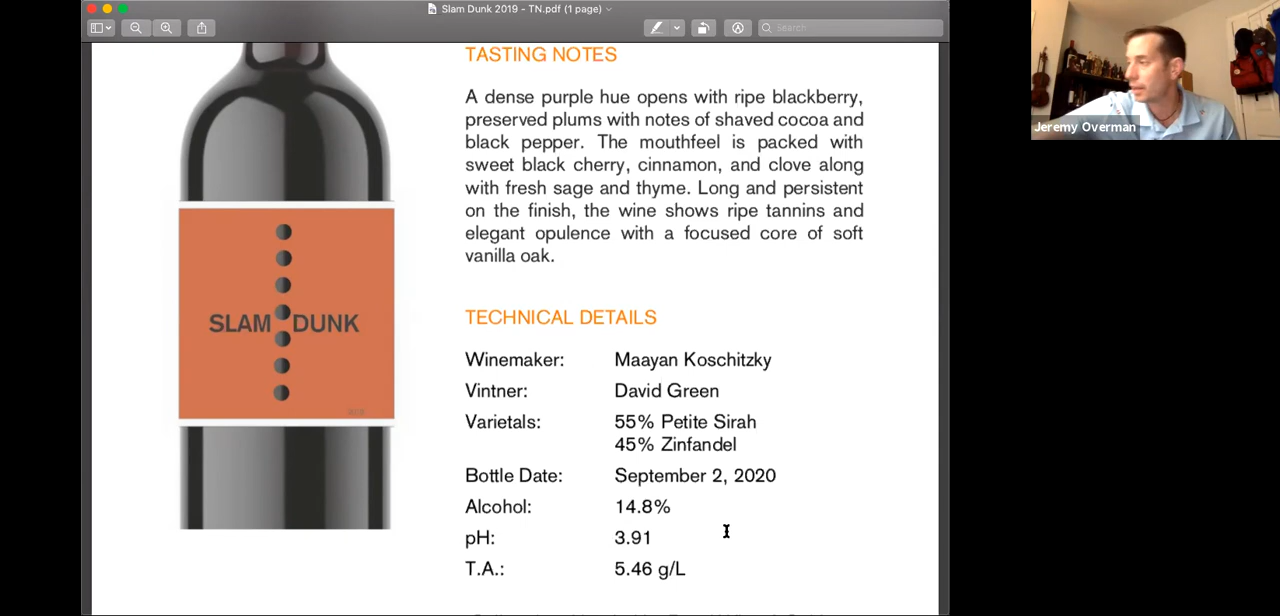 Slam Dunk 2019 - TN.pdf (1 page)
Search
TASTING NOTES
A dense purple hue opens with ripe blackberry,
preserved plums with notes of shaved cocoa and
black pepper. The mouthfeel is packed with
sweet black cherry, cinnamon, and clove along
with fresh sage and thyme. Long and persistent
on the finish, the wine shows ripe tannins and
elegant opulence with a focused core of soft
vanilla oak.
SLAM DUNK
TECHNICAL DETAILS
Winemaker: Maayan Koschitzky
Vintner: David Green
Varietals: 55% Petite Sirah
45% Zinfandel
Bottle Date: September 2, 2020
Alcohol: 14.8%
pH: 3.91
T.A.: 5.46 g/L
Jeremy Overman